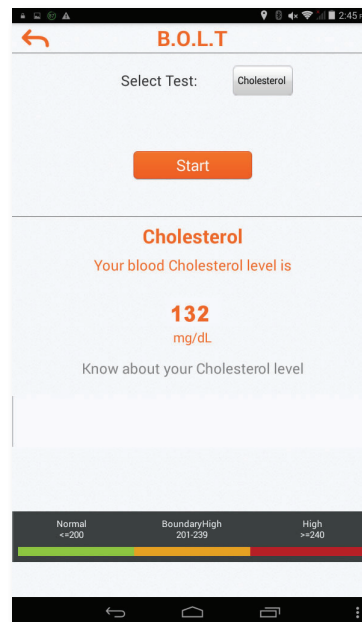 2:45 P
B.O.L.T
Select Test: Cholesterol
Start
Cholesterol
Your blood Cholesterol level is
132
mg/dL
Know about your Cholesterol level
Normal BoundaryHigh High
<=200 201-239 >=240